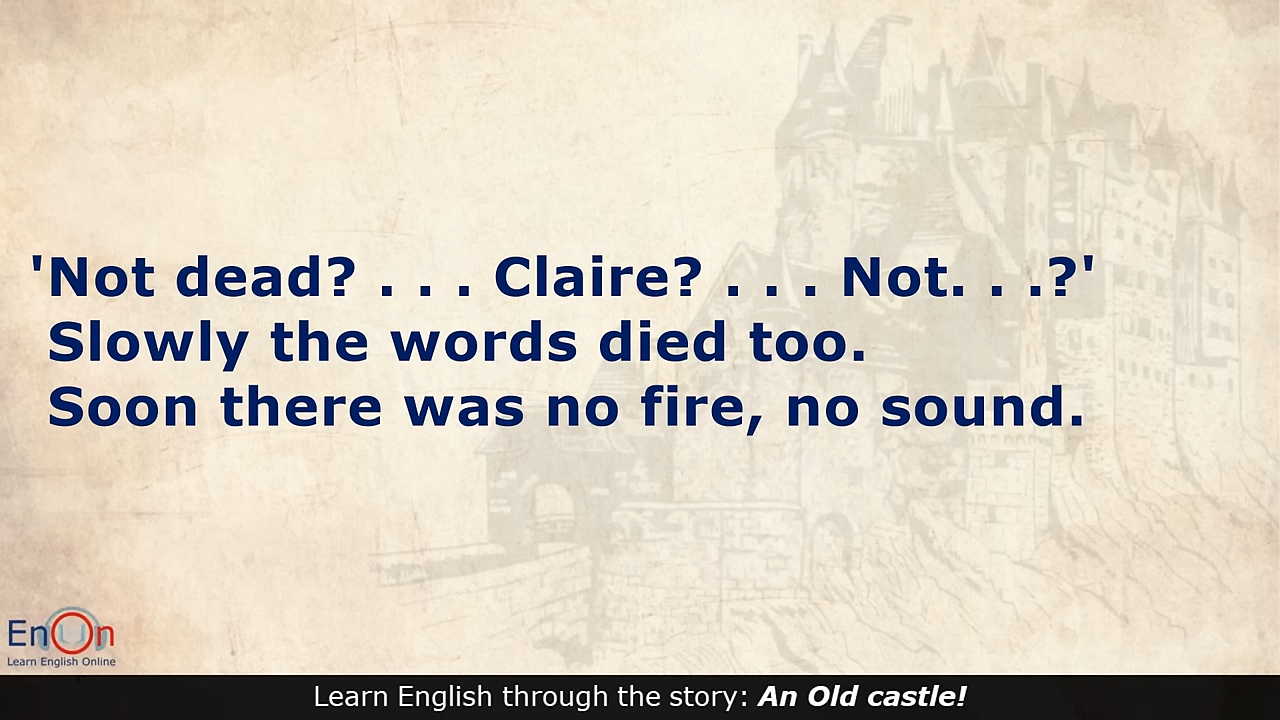 'Not dead? . . . Claire? . . . Not. . .?'
Slowly the words died too.
Soon there was no fire, no sound.
EnOn
Learn English Online
Learn English through the story: An Old castle!